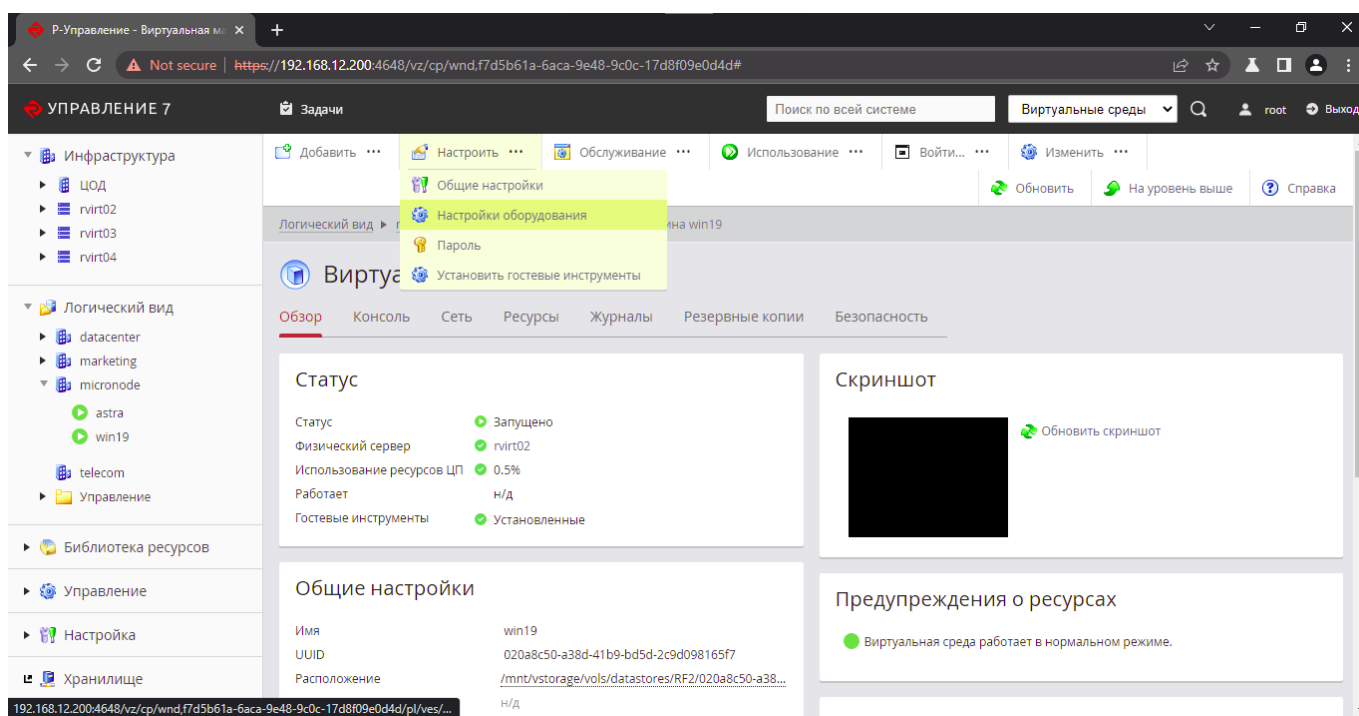 Р-Управление - Виртуальная ма
Not secure | https://192.168.12.200:4648/vz/cp/wnd,f7d5b61a-6aca-9e48-9c0c-17d8f09e0d4d#
УПРАВЛЕНИЕ 7
Задачи
Поиск по всей системе
Виртуальные среды
root
Выход
Инфраструктура
ЦОД
rvirt02
rvirt03
rvirt04
Логический вид
datacenter
marketing
micronode
astra
win19
telecom
Управление
Библиотека ресурсов
Управление
Настройка
Хранилище
192.168.12.200:4648/vz/cp/wnd,f7d5b61a-6aca-9e48-9c0c-17d8f09e0d4d/pl/ves/...
Добавить ...
Настроить ...
Обслуживание ...
Использование ...
Войти... ...
Изменить ...
Общие настройки
Настройки оборудования
Пароль
Установить гостевые инструменты
Обновить
На уровень выше
Справка
Логический вид
на win19
Виртуа
Обзор
Консоль
Сеть
Ресурсы
Журналы
Резервные копии
Безопасность
Статус
Статус Запущено
Физический сервер rvirt02
Использование ресурсов ЦП 0.5%
Работает н/д
Гостевые инструменты Установленные
Скриншот
Обновить скриншот
Общие настройки
Имя win19
UUID 020a8c50-a38d-41b9-bd5d-2c9d098165f7
Расположение /mnt/vstorage/vols/datastores/RF2/020a8c50-a38...
н/д
Предупреждения о ресурсах
Виртуальная среда работает в нормальном режиме.